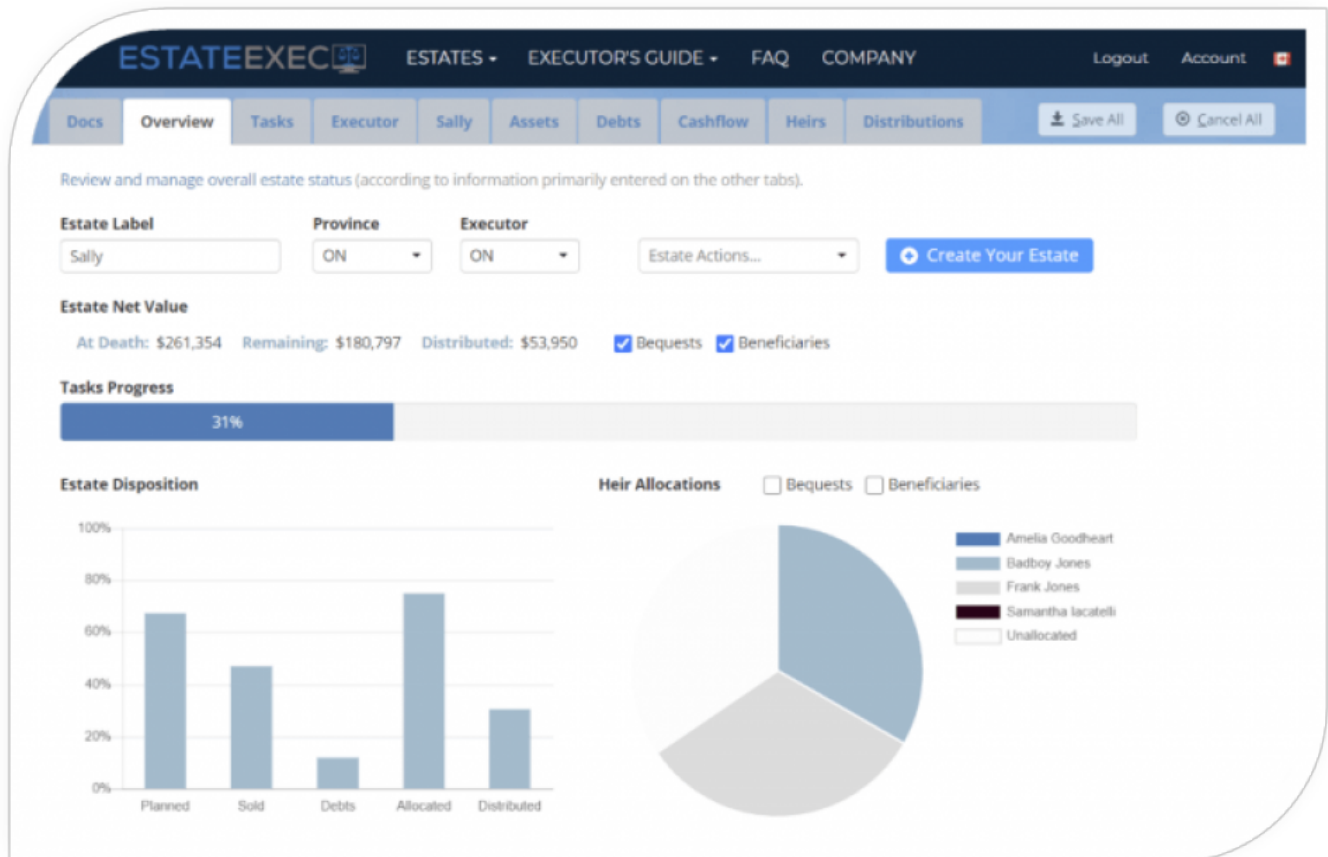 ESTATEEXEC ESTATES EXECUTOR'S GUIDE FAQ COMPANY Logout Account
Docs Overview Tasks Executor Sally Assets Debts Cashflow Heirs Distributions Save All Cancel All
Review and manage overall estate status (according to information primarily entered on the other tabs).
Estate Label Province Executor
Sally ON ON Estate Actions... Create Your Estate
Estate Net Value
At Death: $261,354 Remaining: $180,797 Distributed: $53,950 Bequests Beneficiaries
Tasks Progress
31%
Estate Disposition
100%
80%
60%
40%
20%
0%
Planned Sold Debts Allocated Distributed
Heir Allocations Bequests Beneficiaries
Amelia Goodheart
Badboy Jones
Frank Jones
Samantha Iacatelli
Unallocated